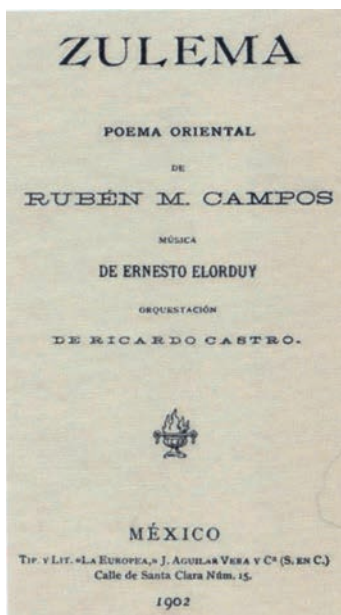 ZULEMA
POEMA ORIENTAL
DE
RUBÉN M. CAMPOS
MÚSICA
DE ERNESTO ELORDUY
ORQUESTACIÓN
DE RICARDO CASTRO.
MÉXICO
TIP. Y LIT. «LA EUROPEA,» J. AGUILAR VERA Y Cª (S. EN C.)
Calle de Santa Clara Núm. 15.
1902